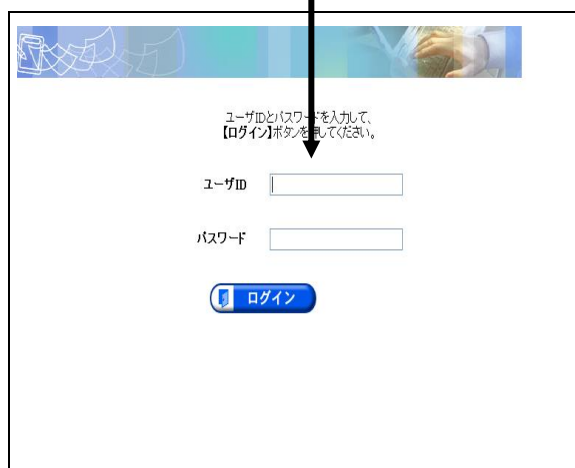 ユーザIDとパスワードを入力して、
【ログイン】ボタンを押してください。
ユーザID
パスワード
ログイン